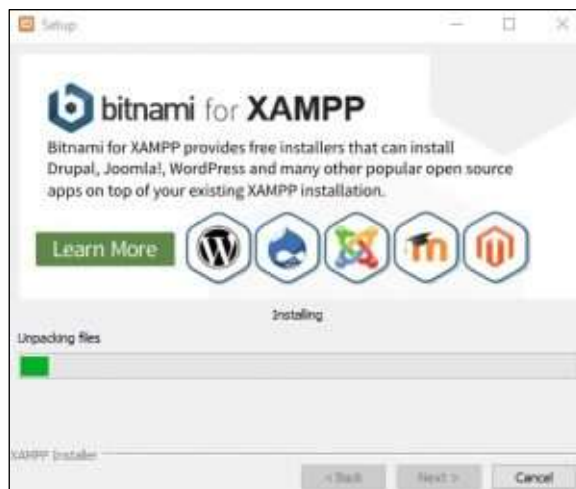 Setup
bitnami for XAMPP
Bitnami for XAMPP provides free installers that can install
Drupal, Joomla!, WordPress and many other popular open source
apps on top of your existing XAMPP installation.
Learn More
Installing
Unpacking files
XAMPP Installer
< Back Next > Cancel